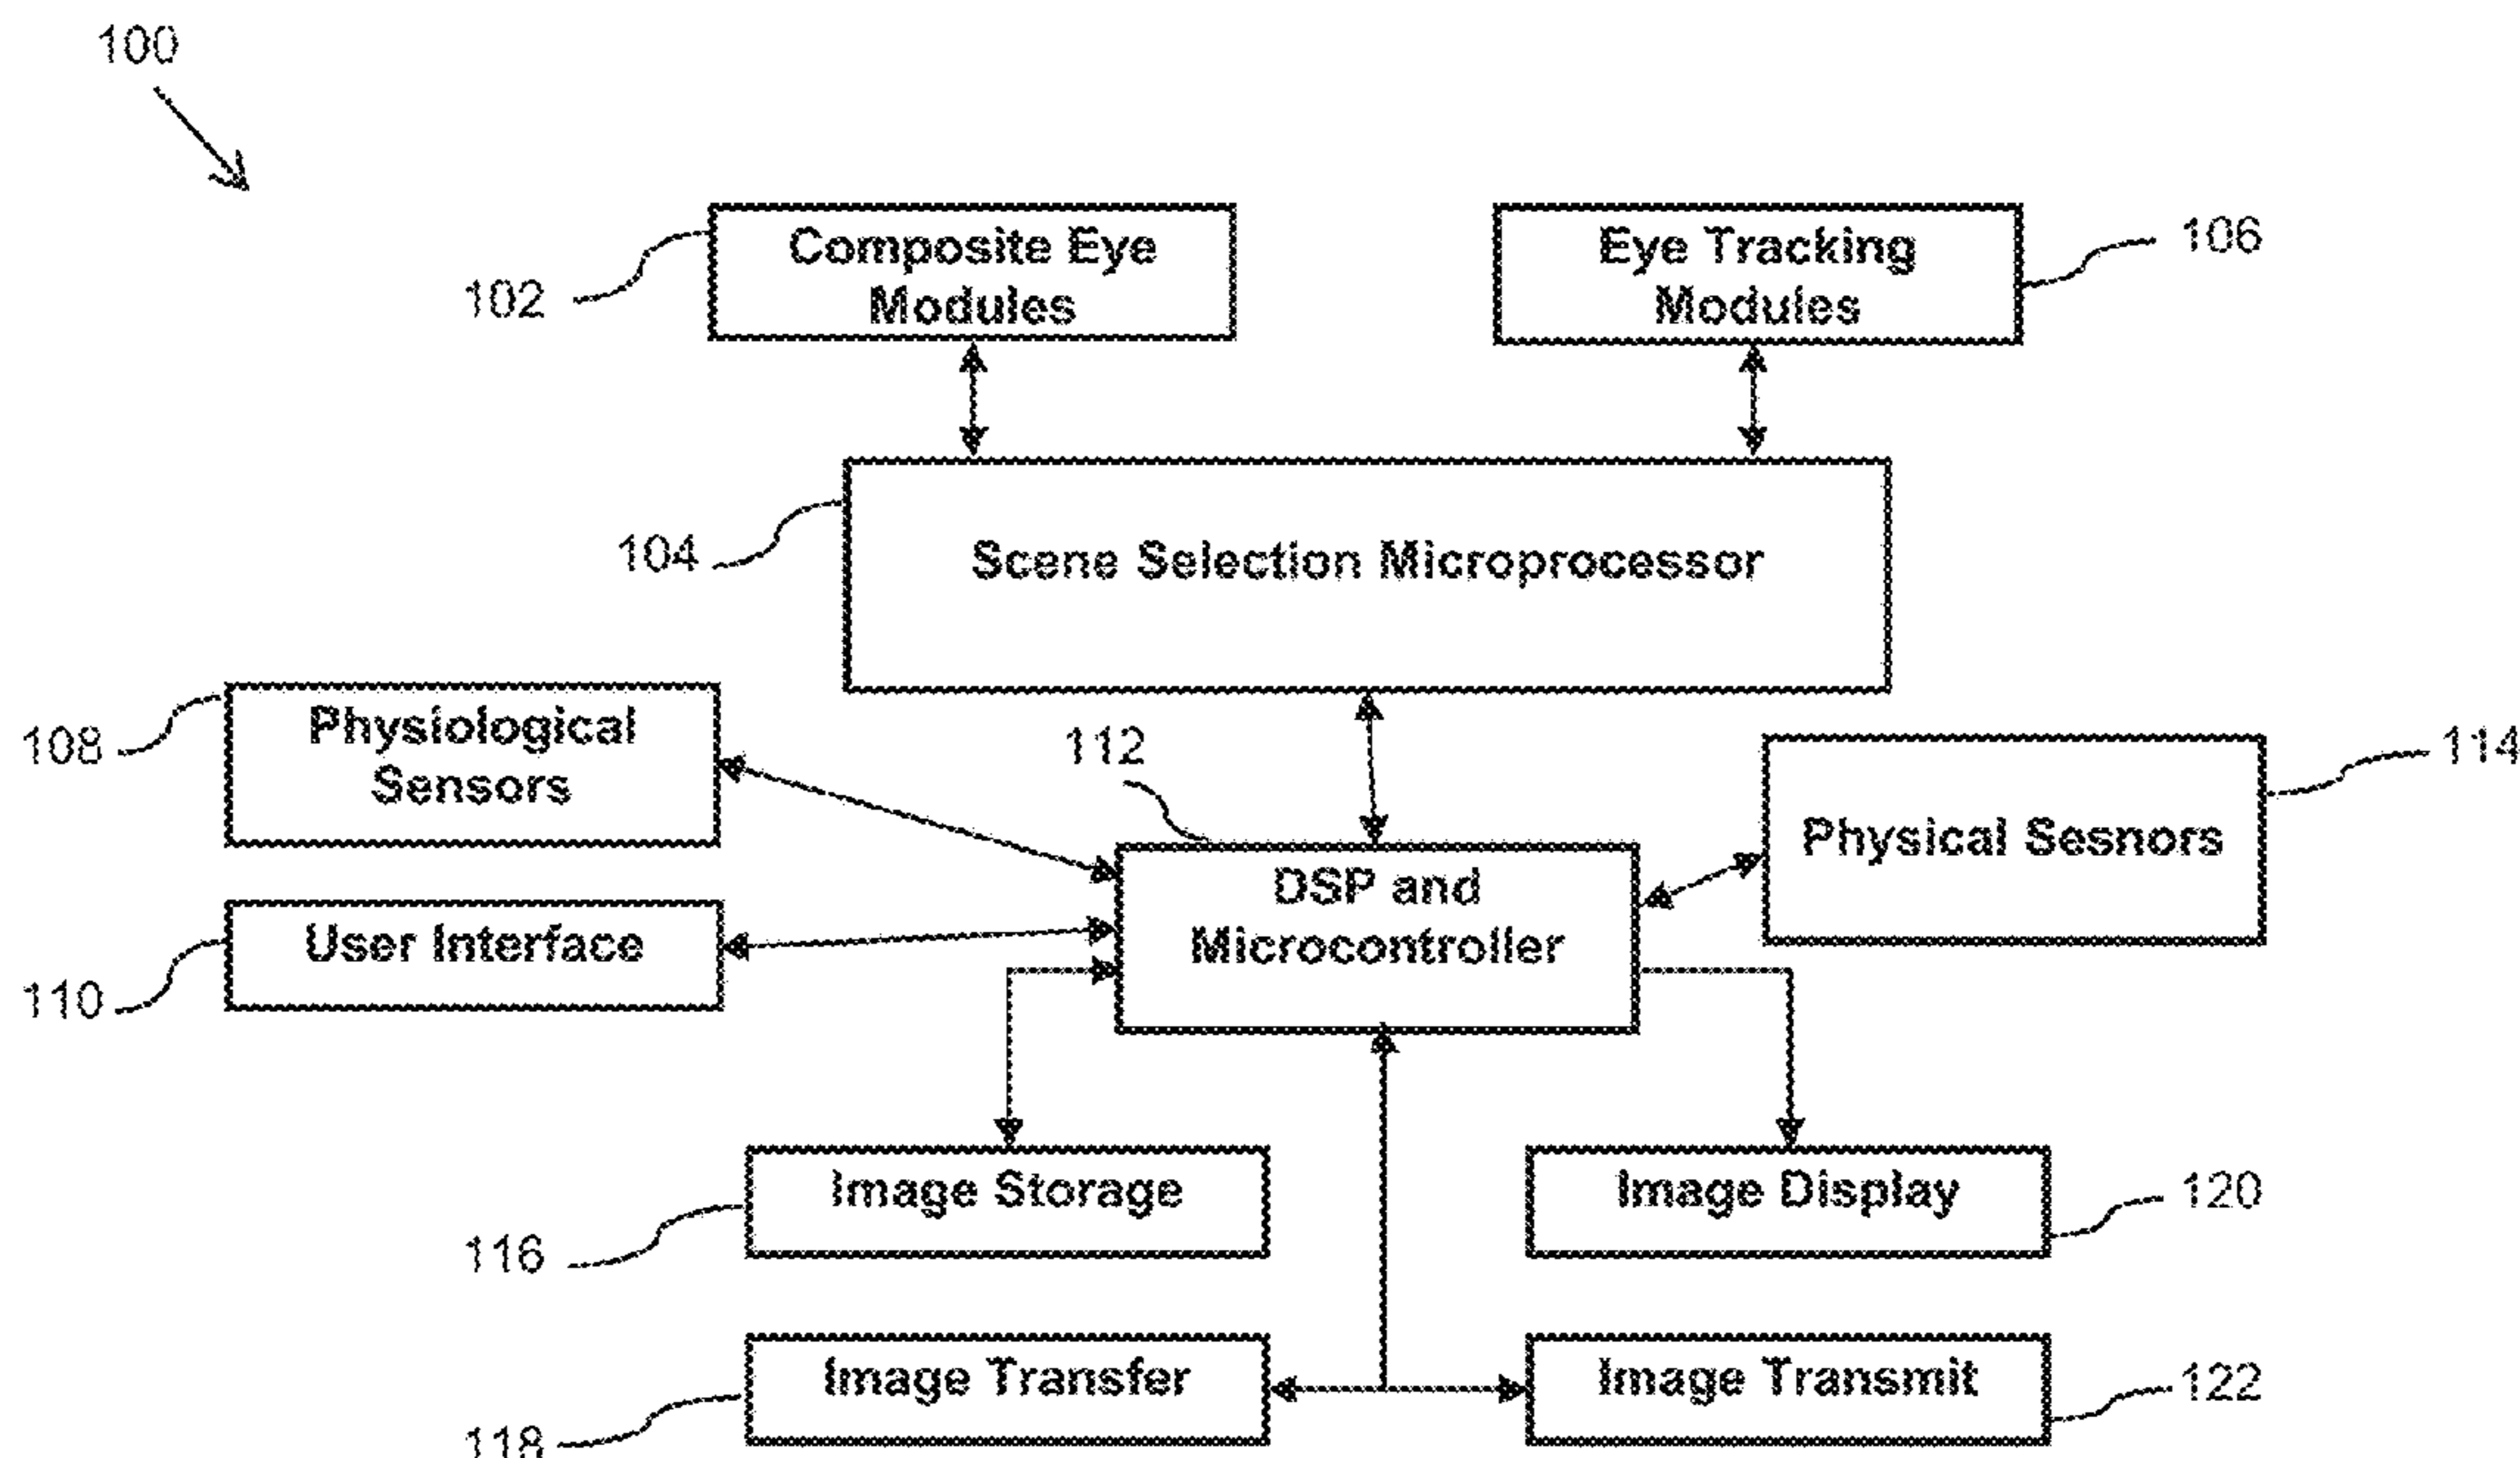 100
Composite Eye
Modules
102
Eye Tracking
Modules
106
Scene Selection Microprocessor
104
Physiological
Sensors
108
112
114
Physical Sesnors
DSP and
Microcontroller
User Interface
110
Image Storage
116
Image Display
120
Image Transfer
118
Image Transmit
122